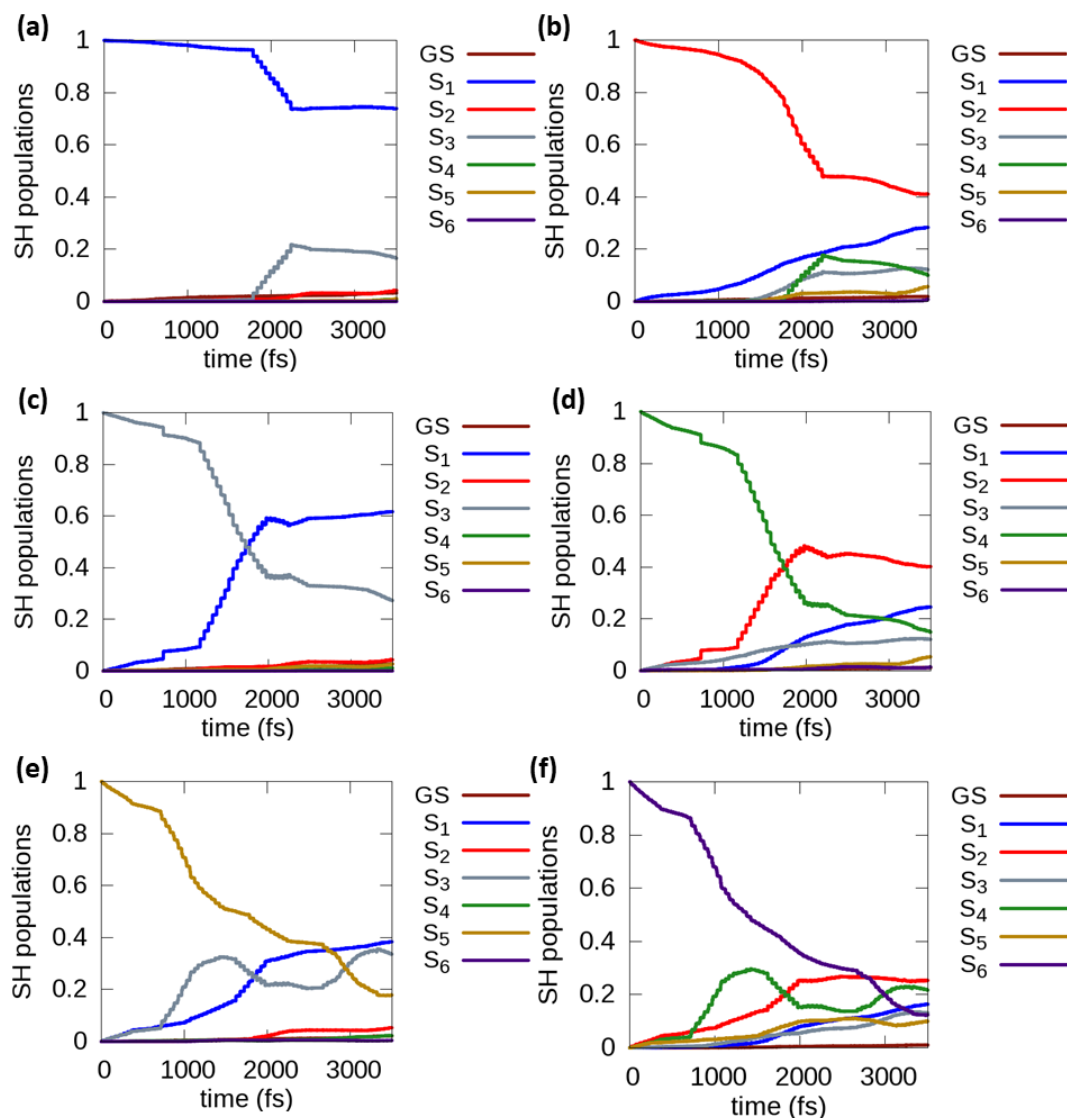 (a)
SH populations
1
0.8
0.6
0.4
0.2
0
0 1000 2000 3000
time (fs)
GS
S1
S2
S3
S4
S5
S6
(b)
SH populations
1
0.8
0.6
0.4
0.2
0
0 1000 2000 3000
time (fs)
GS
S1
S2
S3
S4
S5
S6
(c)
SH populations
1
0.8
0.6
0.4
0.2
0
0 1000 2000 3000
time (fs)
GS
S1
S2
S3
S4
S5
S6
(d)
SH populations
1
0.8
0.6
0.4
0.2
0
0 1000 2000 3000
time (fs)
GS
S1
S2
S3
S4
S5
S6
(e)
SH populations
1
0.8
0.6
0.4
0.2
0
0 1000 2000 3000
time (fs)
GS
S1
S2
S3
S4
S5
S6
(f)
SH populations
1
0.8
0.6
0.4
0.2
0
0 1000 2000 3000
time (fs)
GS
S1
S2
S3
S4
S5
S6